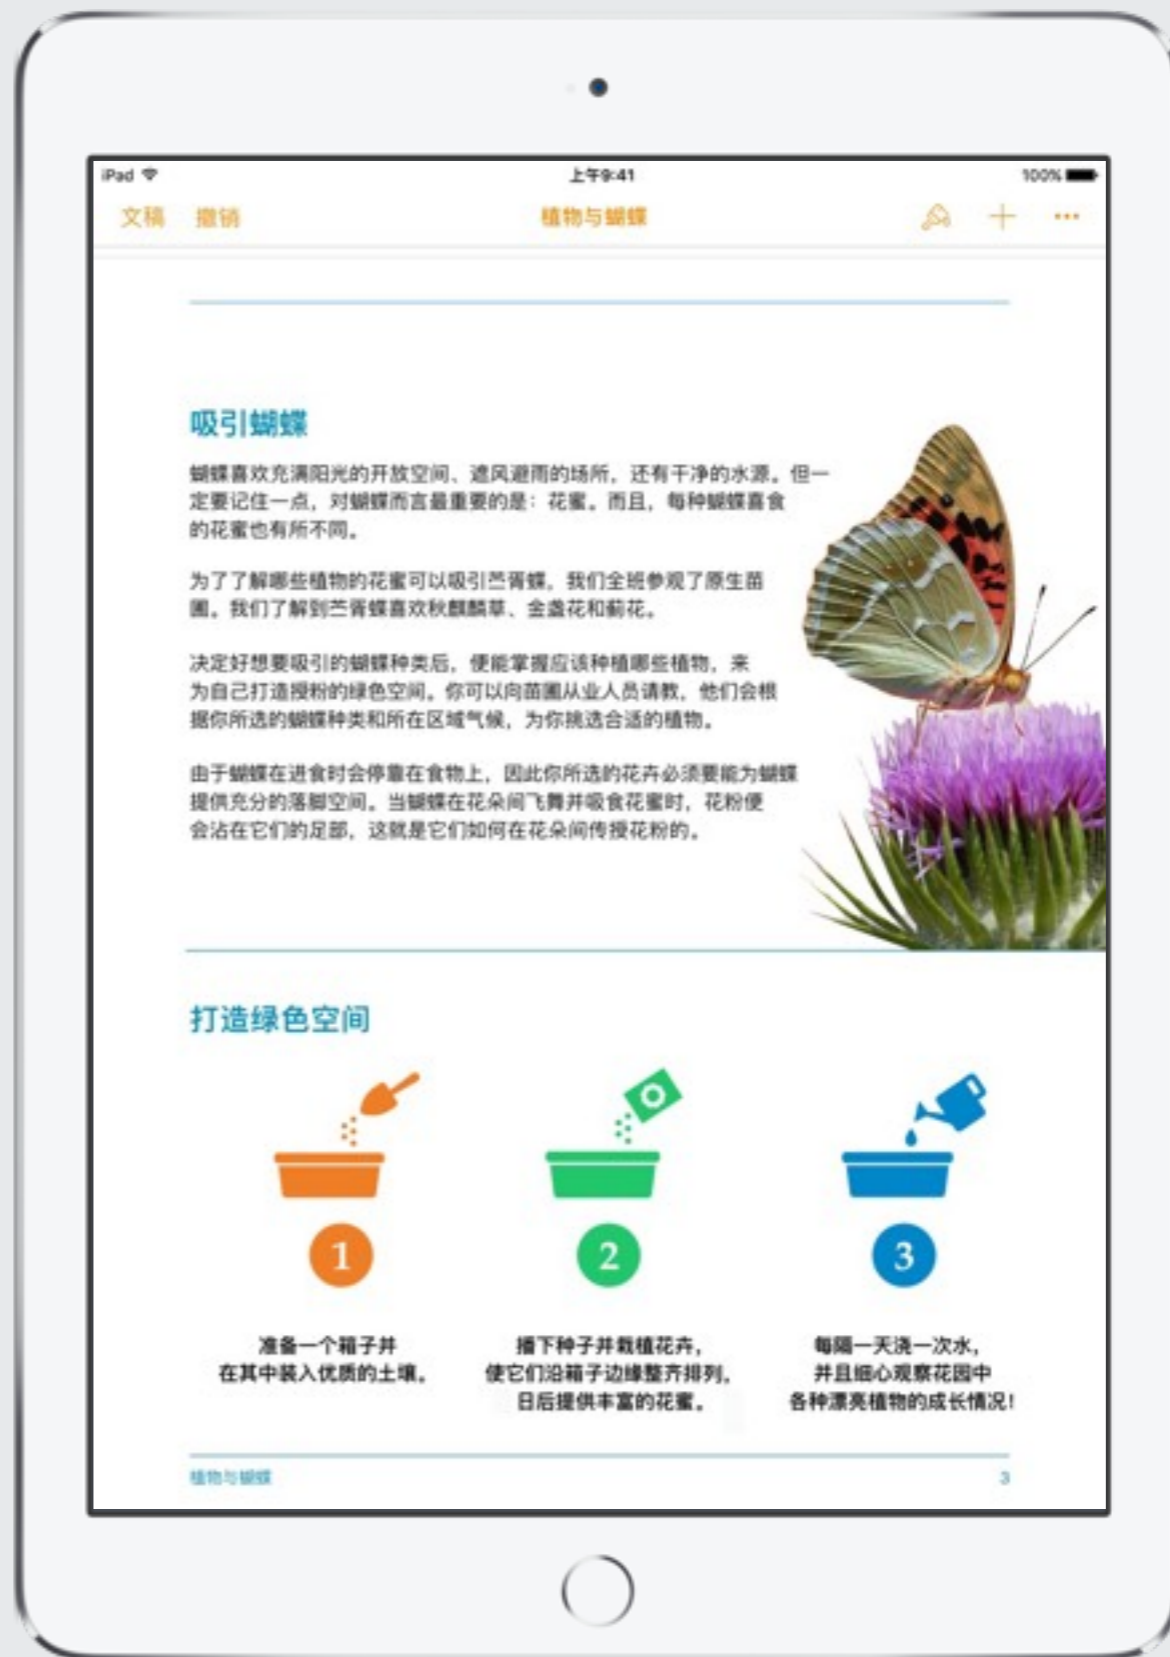 iPad
上午9:41
100%
文稿 撤销
植物与蝴蝶
吸引蝴蝶
蝴蝶喜欢充满阳光的开放空间、遮风避雨的场所，还有干净的水源。但一
定要记住一点，对蝴蝶而言最重要的是：花蜜。而且，每种蝴蝶喜食
的花蜜也有所不同。
为了了解哪些植物的花蜜可以吸引苎胥蝶，我们全班参观了原生苗
圃。我们了解到苎胥蝶喜欢秋麒麟草、金盏花和蓟花。
决定好想要吸引的蝴蝶种类后，便能掌握应该种植哪些植物，来
为自己打造授粉的绿色空间。你可以向苗圃从业人员请教，他们会根
据你所选的蝴蝶种类和所在区域气候，为你挑选合适的植物。
由于蝴蝶在进食时会停靠在食物上，因此你所选的花卉必须要能为蝴蝶
提供充分的落脚空间。当蝴蝶在花朵间飞舞并吸食花蜜时，花粉便
会沾在它们的足部，这就是它们如何在花朵间传授花粉的。
打造绿色空间
1
准备一个箱子并
在其中装入优质的土壤。
2
播下种子并栽植花卉，
使它们沿箱子边缘整齐排列，
日后提供丰富的花蜜。
3
每隔一天浇一次水，
并且细心观察花园中
各种漂亮植物的成长情况！
植物与蝴蝶
3